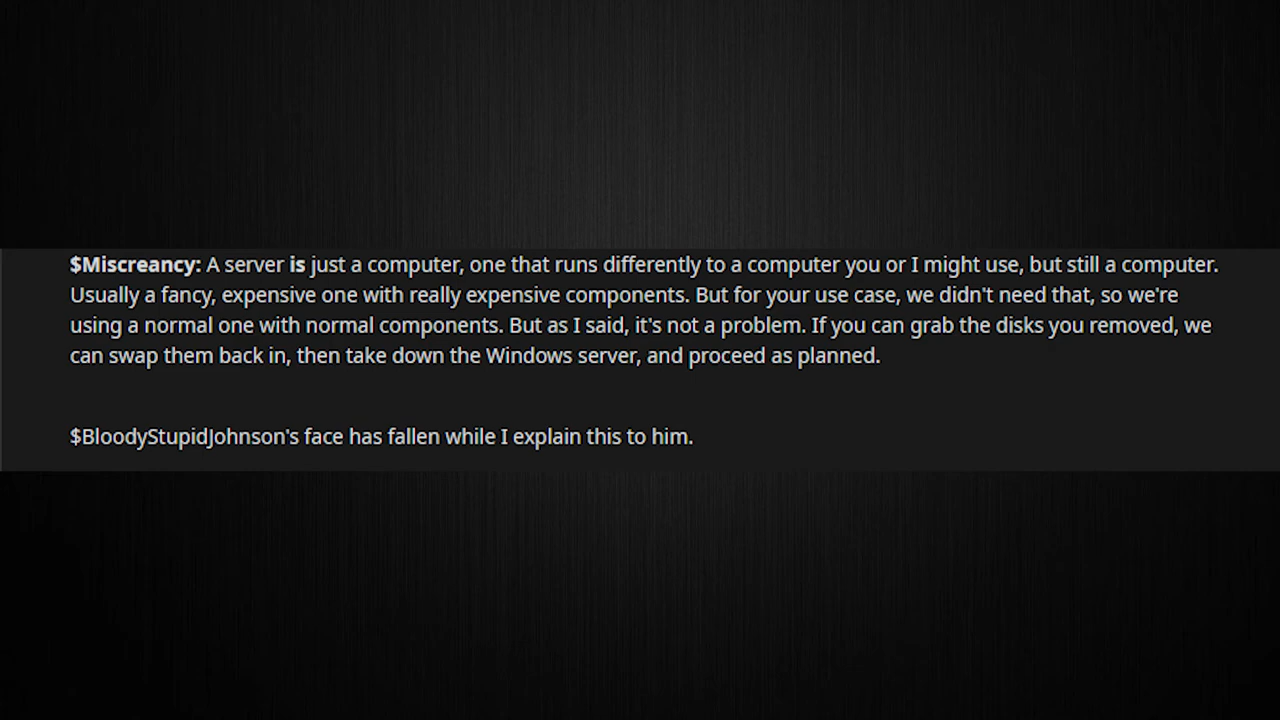 $Miscreancy: A server is just a computer, one that runs differently to a computer you or I might use, but still a computer.
Usually a fancy, expensive one with really expensive components. But for your use case, we didn't need that, so we're
using a normal one with normal components. But as I said, it's not a problem. If you can grab the disks you removed, we
can swap them back in, then take down the Windows server, and proceed as planned.
$BloodyStupidJohnson's face has fallen while I explain this to him.